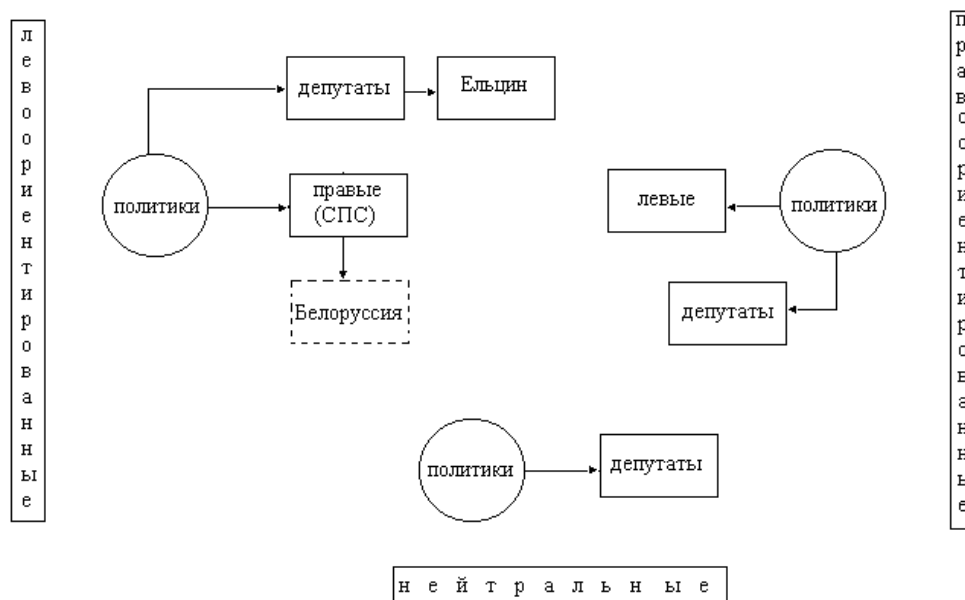 левоориентированные
депутаты
Ельцин
политики
правые
(СПС)
Белоруссия
правоориентированные
левые
политики
депутаты
политики
депутаты
нейтральные